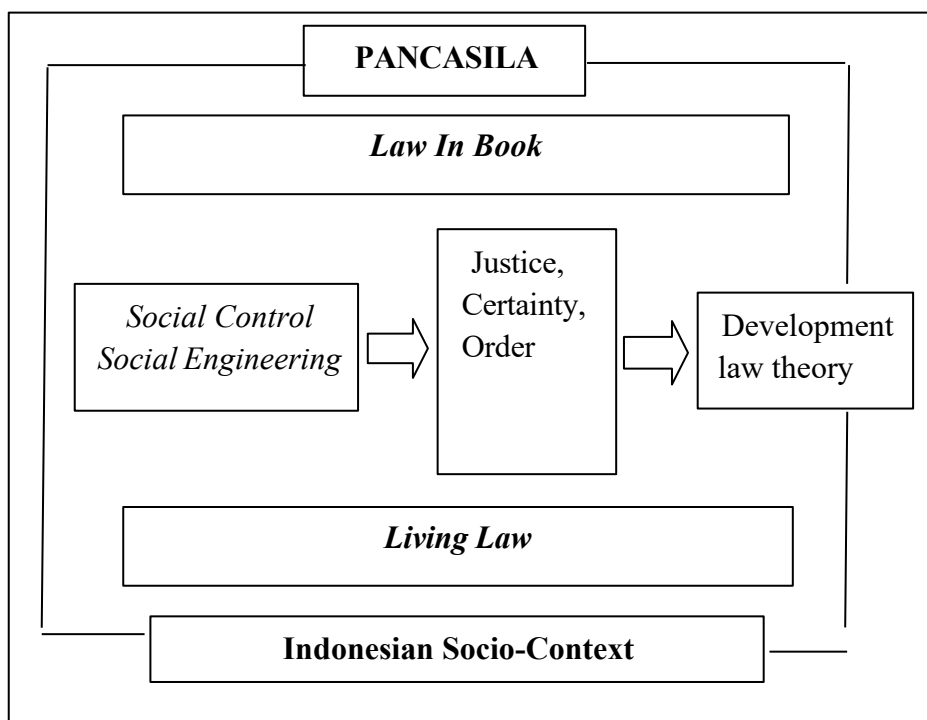 PANCASILA
Law In Book
Social Control
Social Engineering
Justice,
Certainty,
Order
Development
law theory
Living Law
Indonesian Socio-Context